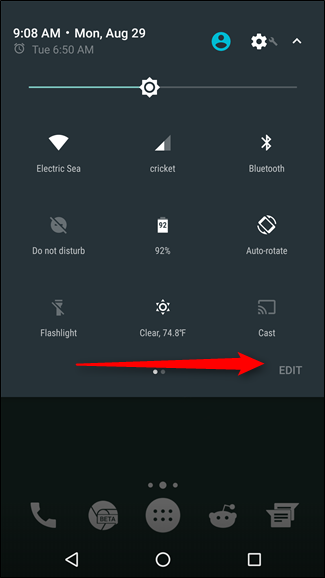 9:08 AM • Mon, Aug 29
Tue 6:50 AM
Electric Sea
cricket
Bluetooth
92
Do not disturb
92%
Auto-rotate
Flashlight
Clear, 74.8°F
Cast
EDIT
BETA